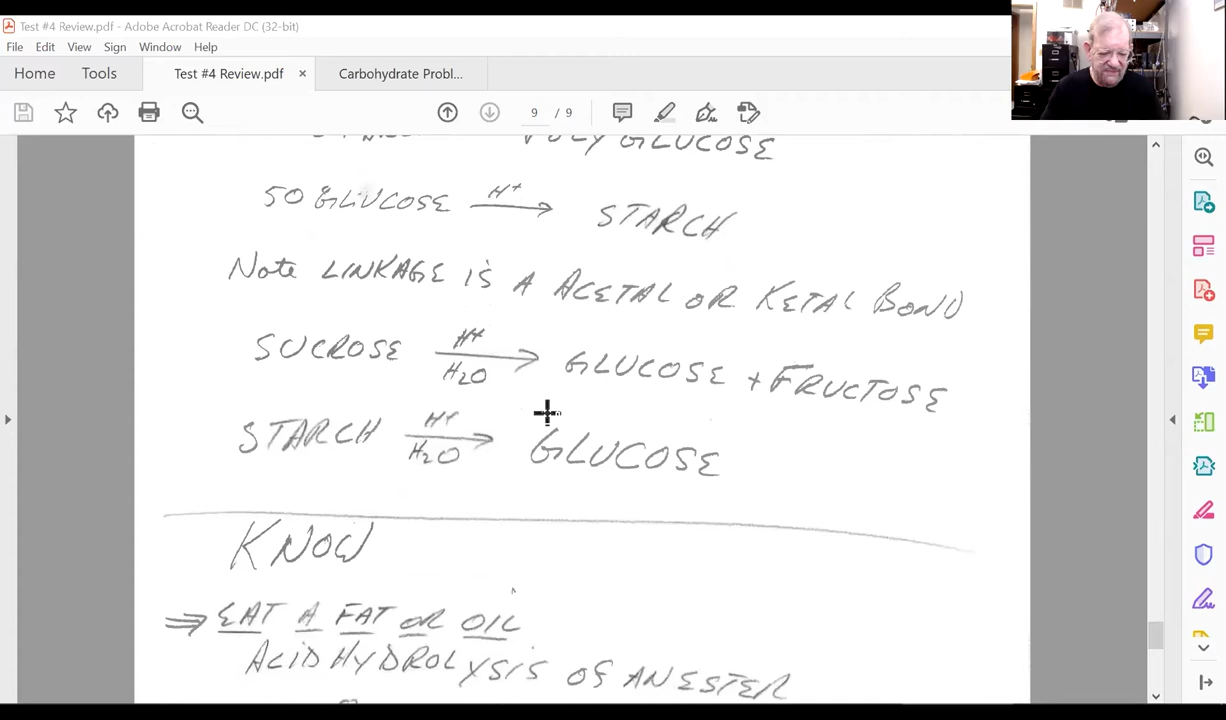 Test #4 Review.pdf - Adobe Acrobat Reader DC (32-bit)
File Edit View Sign Window Help
Home Tools Test #4 Review.pdf × Carbohydrate Probl...
9 / 9
POLY GLUCOSE
50 GLUCOSE H+ → STARCH
Note LINKAGE iS A ACETAL OR KETAL BOND
SUCROSE H+ H2O → GLUCOSE + FRUCTOSE
STARCH H+ H2O → GLUCOSE
KNOW
⇒ EAT A FAT OR OIL
ACID HYDROLYSIS OF AN ESTER